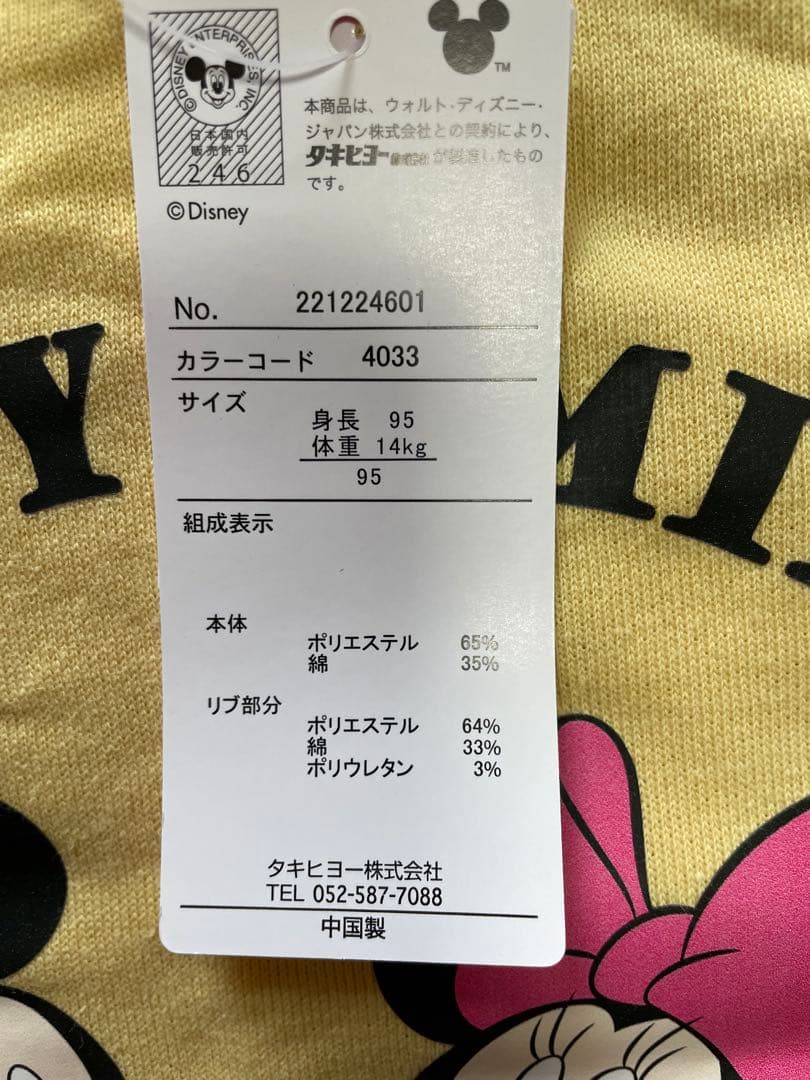 ©DISNEY ENTERPRISES, INC.
日本国内
販売許可
246
©Disney
TM
本商品は、ウォルト・ディズニー・
ジャパン株式会社との契約により、
タキヒヨー株式会社が製造したもの
です。
No. 221224601
カラーコード 4033
サイズ
身長 95
体重 14kg
95
組成表示
本体
ポリエステル 65%
綿 35%
リブ部分
ポリエステル 64%
綿 33%
ポリウレタン 3%
タキヒヨー株式会社
TEL 052-587-7088
中国製
Y MI